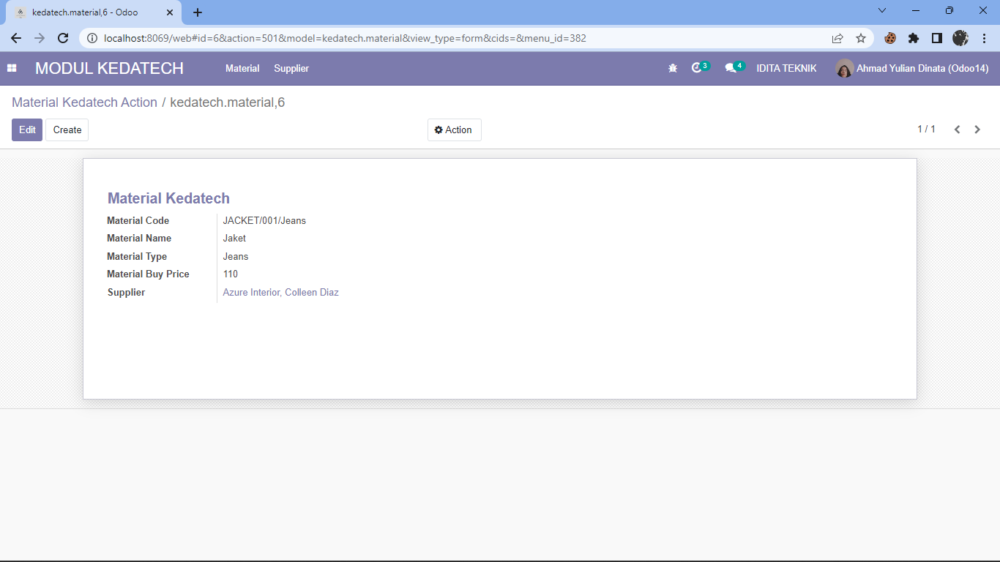 kedatech.material,6 - Odoo
localhost:8069/web#id=6&action=501&model=kedatech.material&view_type=form&cids=&menu_id=382
MODUL KEDATECH Material Supplier 3 4 IDITA TEKNIK Ahmad Yulian Dinata (Odoo14)
Material Kedatech Action / kedatech.material,6
Edit Create Action 1 / 1
Material Kedatech
Material Code JACKET/001/Jeans
Material Name Jaket
Material Type Jeans
Material Buy Price 110
Supplier Azure Interior, Colleen Diaz